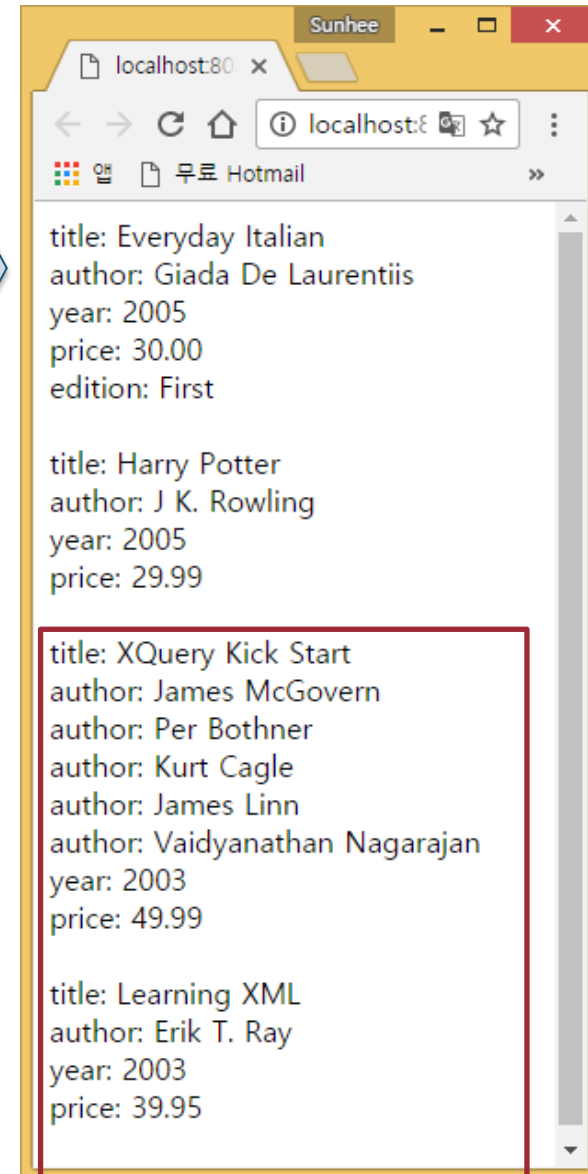 Sunhee
localhost:80
localhost:8
앱 무료 Hotmail »
title: Everyday Italian
author: Giada De Laurentiis
year: 2005
price: 30.00
edition: First
title: Harry Potter
author: J K. Rowling
year: 2005
price: 29.99
title: XQuery Kick Start
author: James McGovern
author: Per Bothner
author: Kurt Cagle
author: James Linn
author: Vaidyanathan Nagarajan
year: 2003
price: 49.99
title: Learning XML
author: Erik T. Ray
year: 2003
price: 39.95